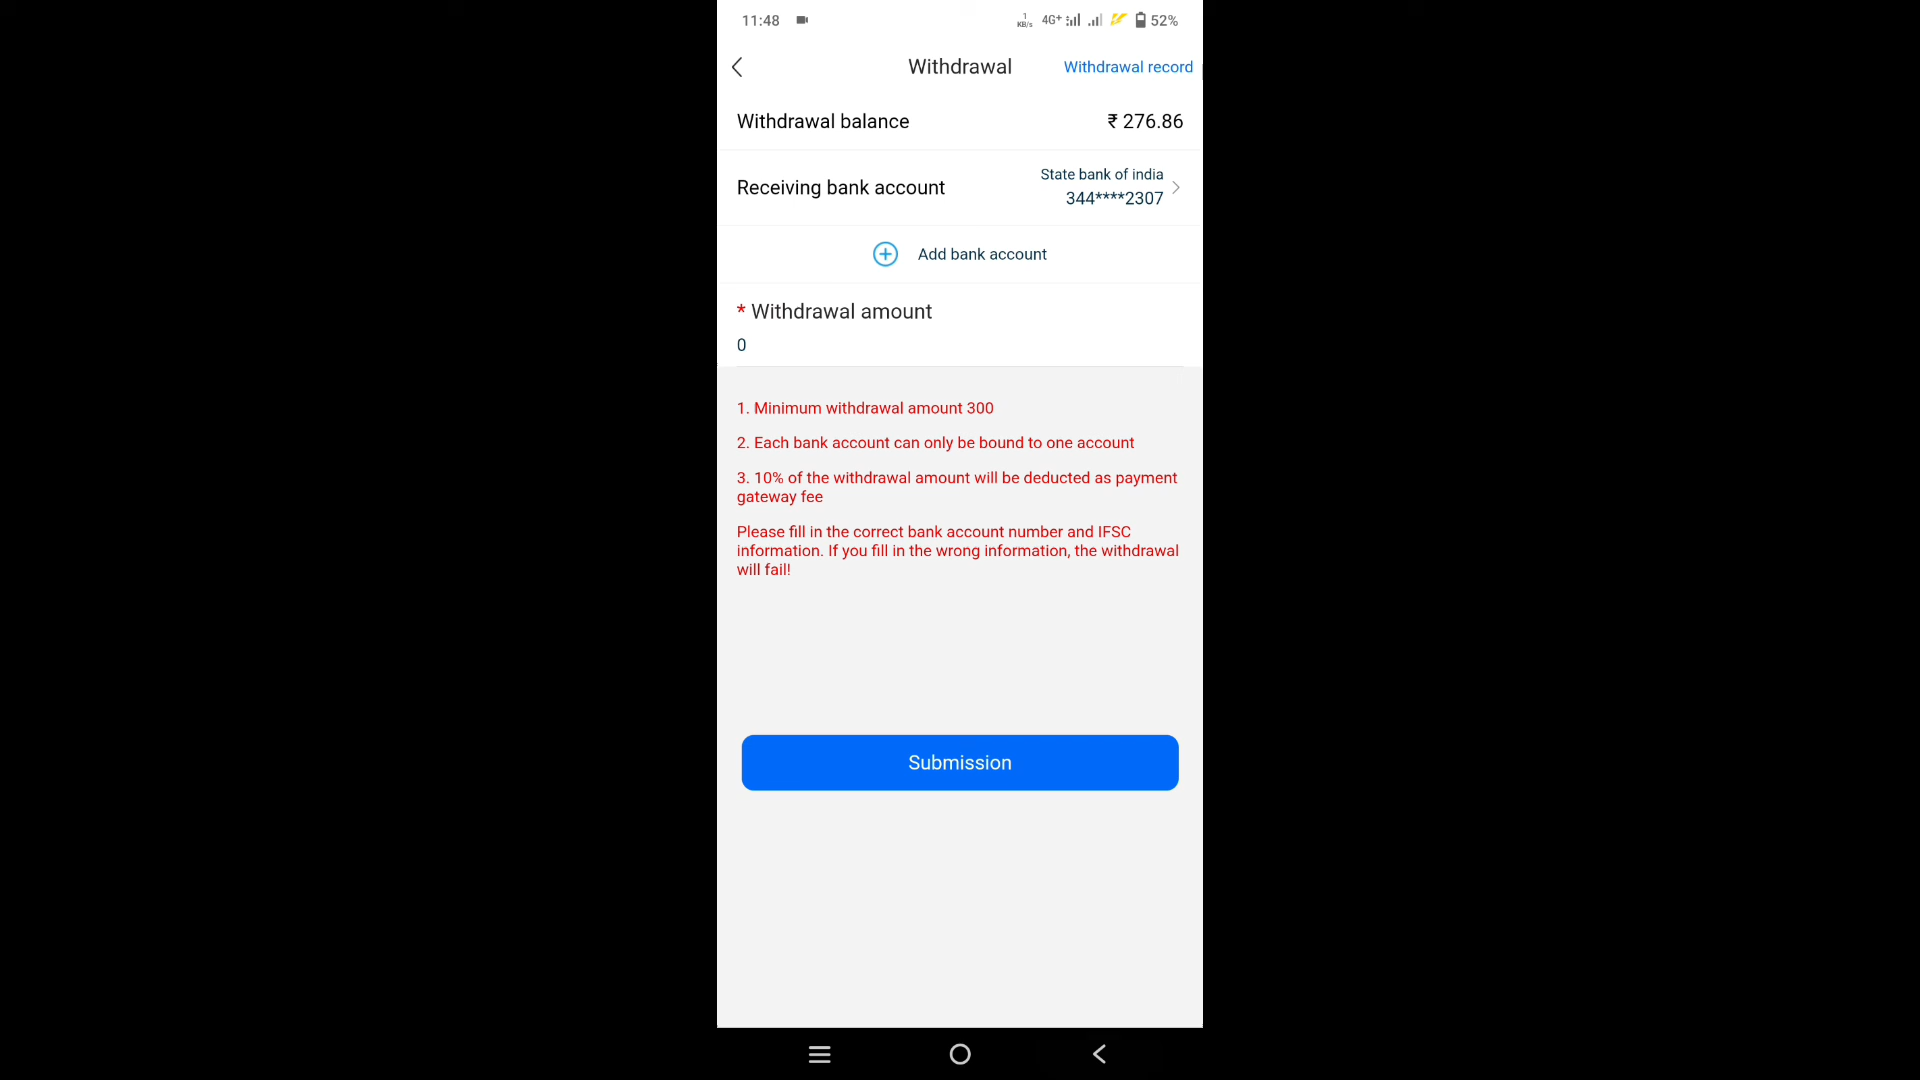 11:48 1 KB/s 4G+ 52%
Withdrawal Withdrawal record
Withdrawal balance ₹ 276.86
State bank of india
Receiving bank account
344****2307
Add bank account
* Withdrawal amount
0
1. Minimum withdrawal amount 300
2. Each bank account can only be bound to one account
3. 10% of the withdrawal amount will be deducted as payment
gateway fee
Please fill in the correct bank account number and IFSC
information. If you fill in the wrong information, the withdrawal
will fail!
Submission